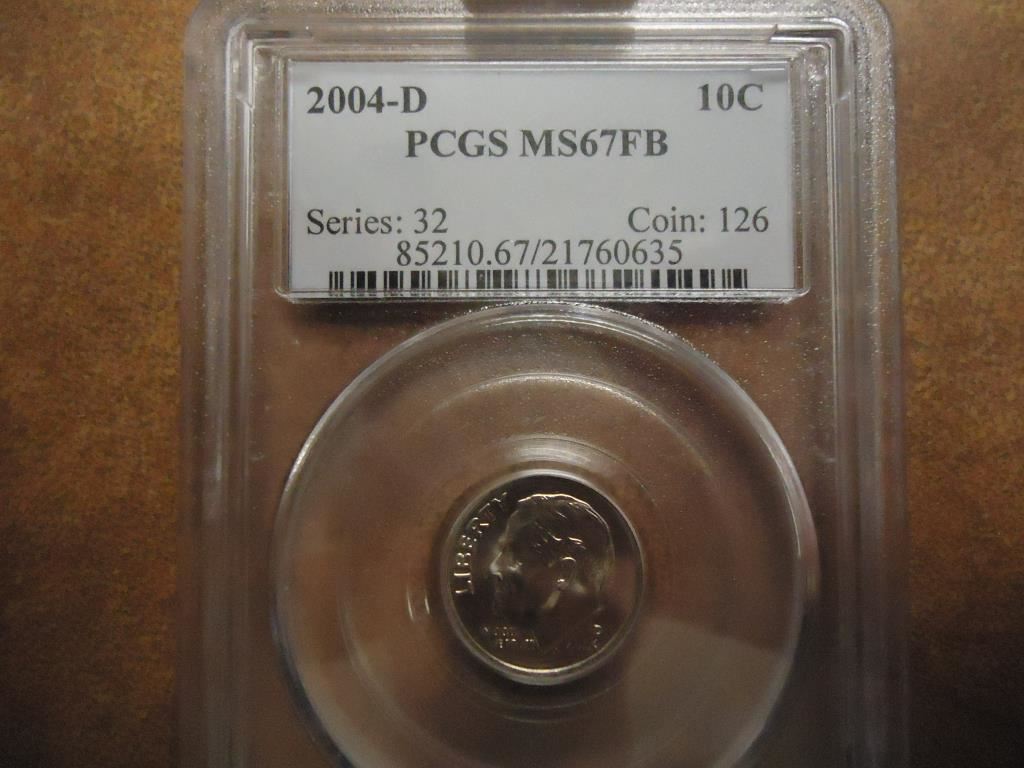 2004-D 10C
PCGS MS67FB
Series: 32 Coin: 126
85210.67/21760635
LIBERTY